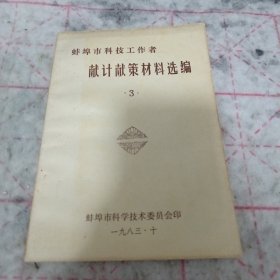 蚌埠市科技工作者
献计献策材料选编
·3·
蚌埠市科学技术委员会印
一九八三·十